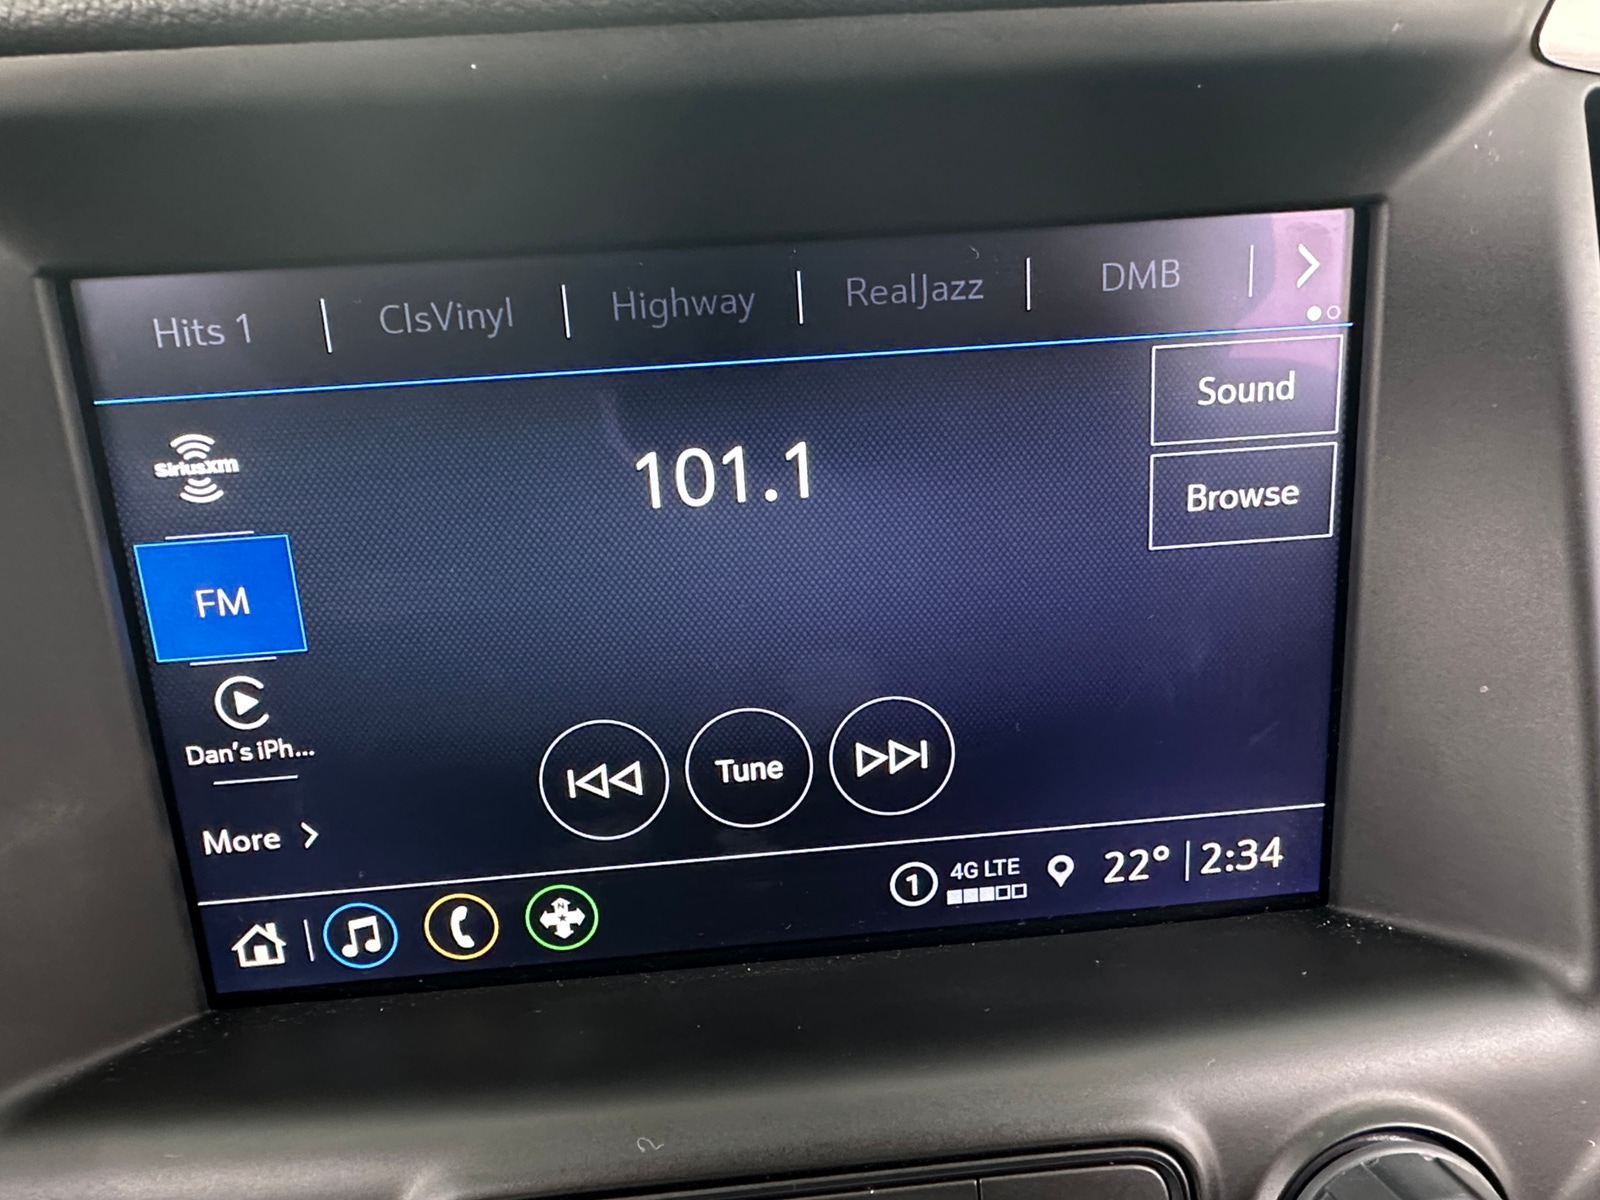 Hits 1 ClsVinyl Highway RealJazz DMB
Sound
SiriusXM
101.1
Browse
FM
Dan's iPh...
Tune
More
1 4G LTE 22° 2:34
N